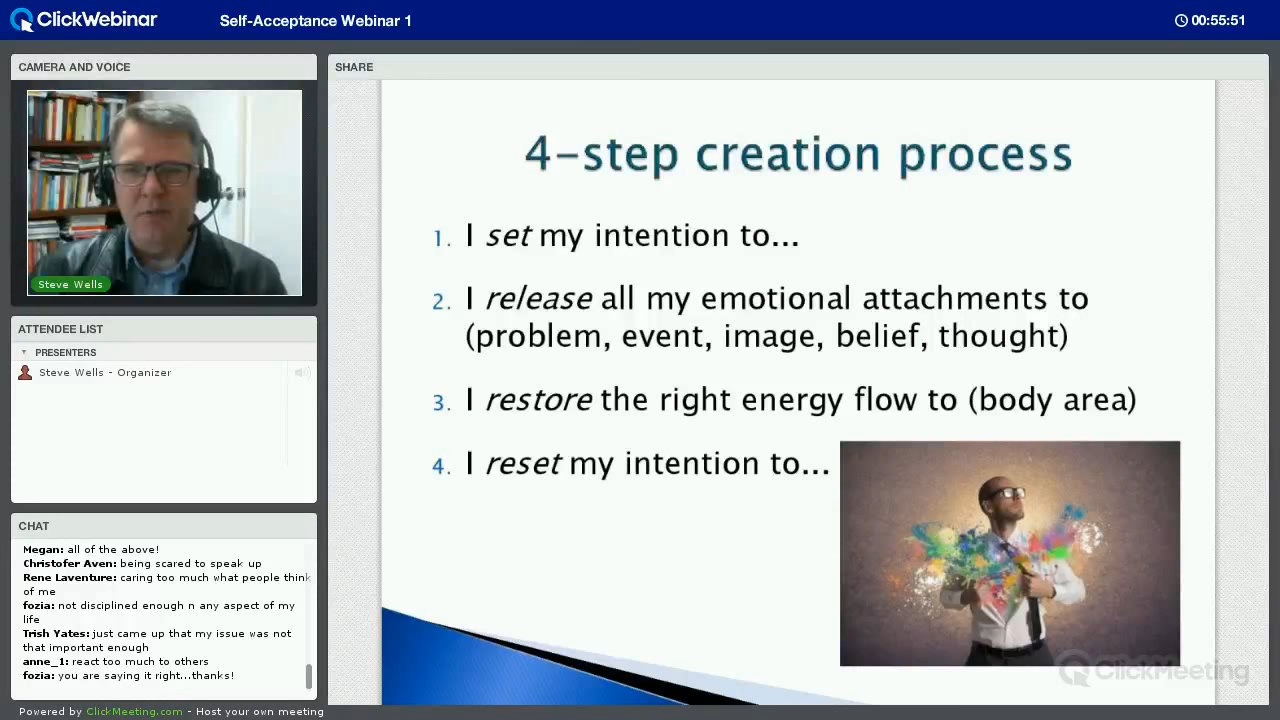 ClickWebinar
Self-Acceptance Webinar 1
00:55:51
CAMERA AND VOICE
Steve Wells
ATTENDEE LIST
PRESENTERS
Steve Wells - Organizer
CHAT
Megan: all of the above!
Christofer Aven: being scared to speak up
Rene Laventure: caring too much what people think
of me
fozia: not disciplined enough n any aspect of my
life
Trish Yates: just came up that my issue was not
that important enough
anne_1: react too much to others
fozia: you are saying it right...thanks!
SHARE
4-step creation process
1. I set my intention to...
2. I release all my emotional attachments to
(problem, event, image, belief, thought)
3. I restore the right energy flow to (body area)
4. I reset my intention to...
ClickMeeting
Powered by ClickMeeting.com - Host your own meeting